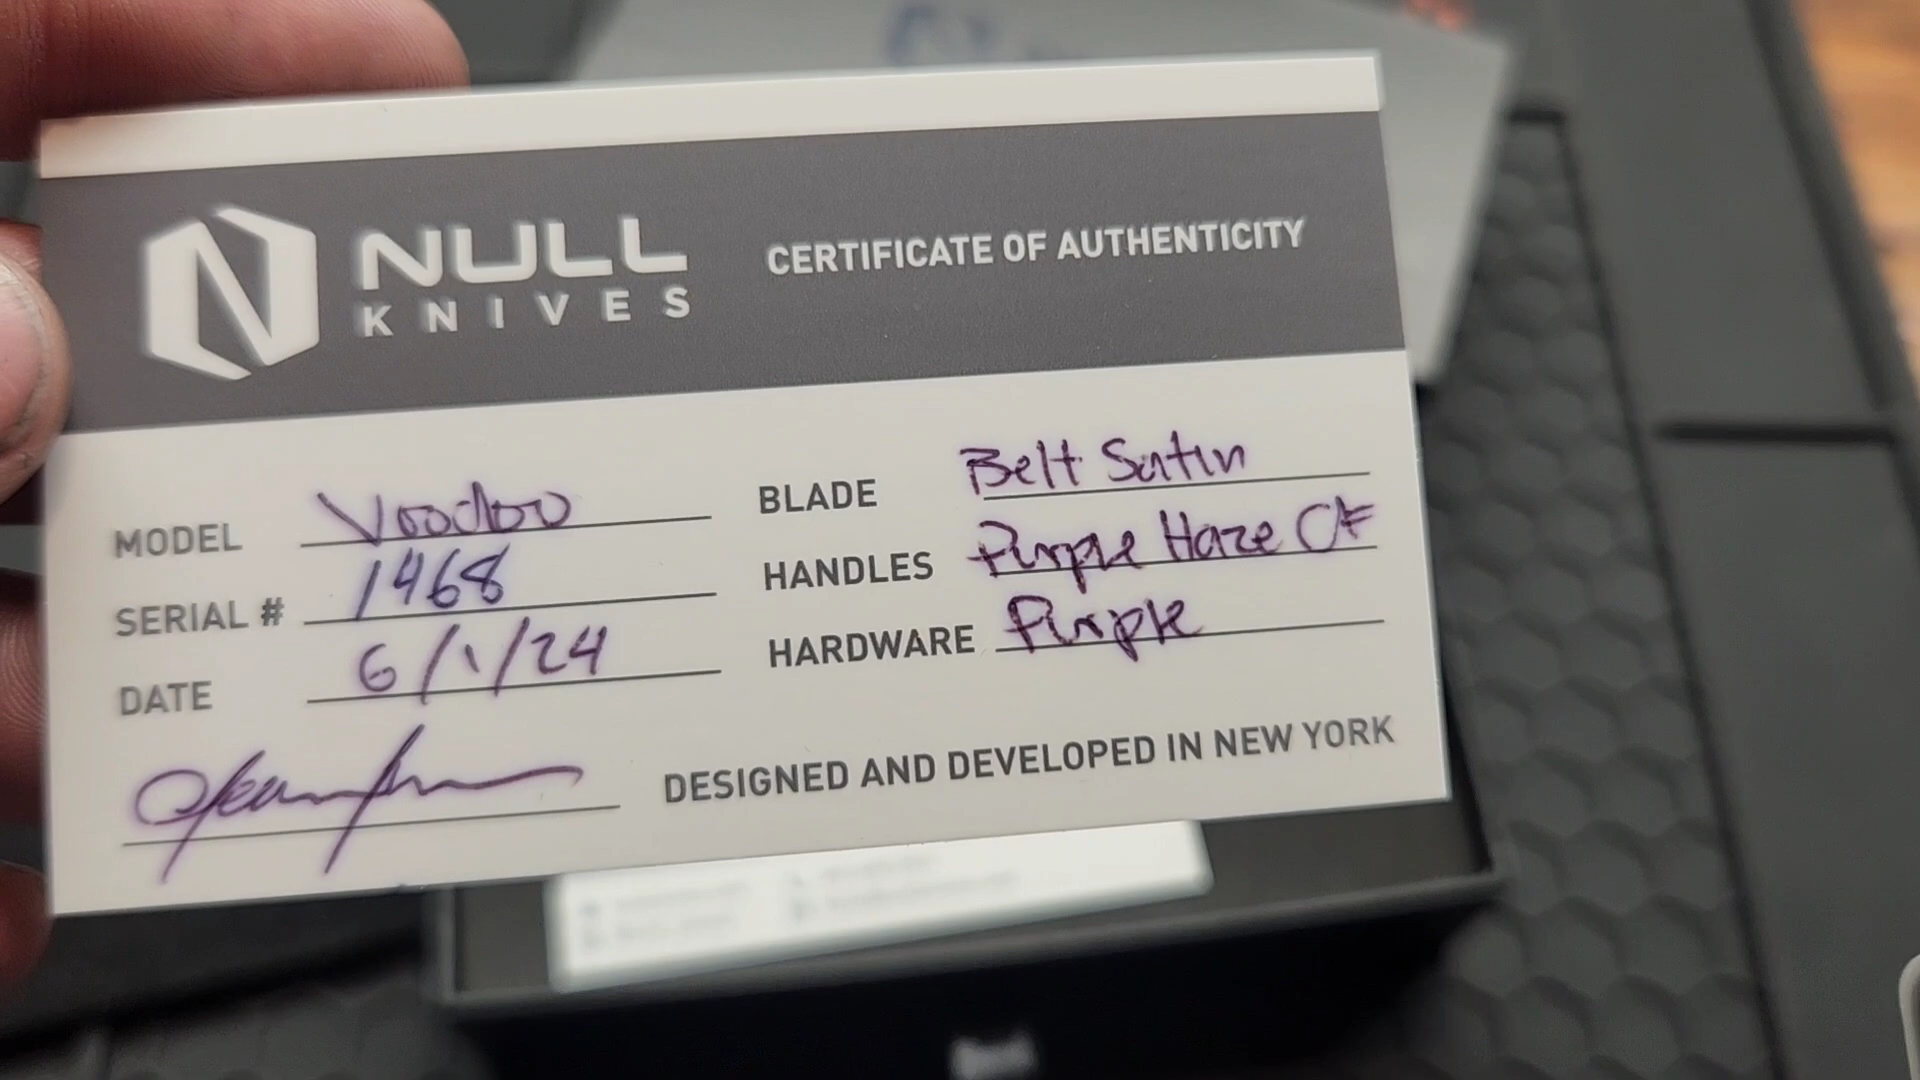 NULL
KNIVES
CERTIFICATE OF AUTHENTICITY
MODEL Voodoo
SERIAL # 1468
DATE 6/1/24
BLADE Belt Satin
HANDLES Purple Haze CF
HARDWARE Purple
DESIGNED AND DEVELOPED IN NEW YORK